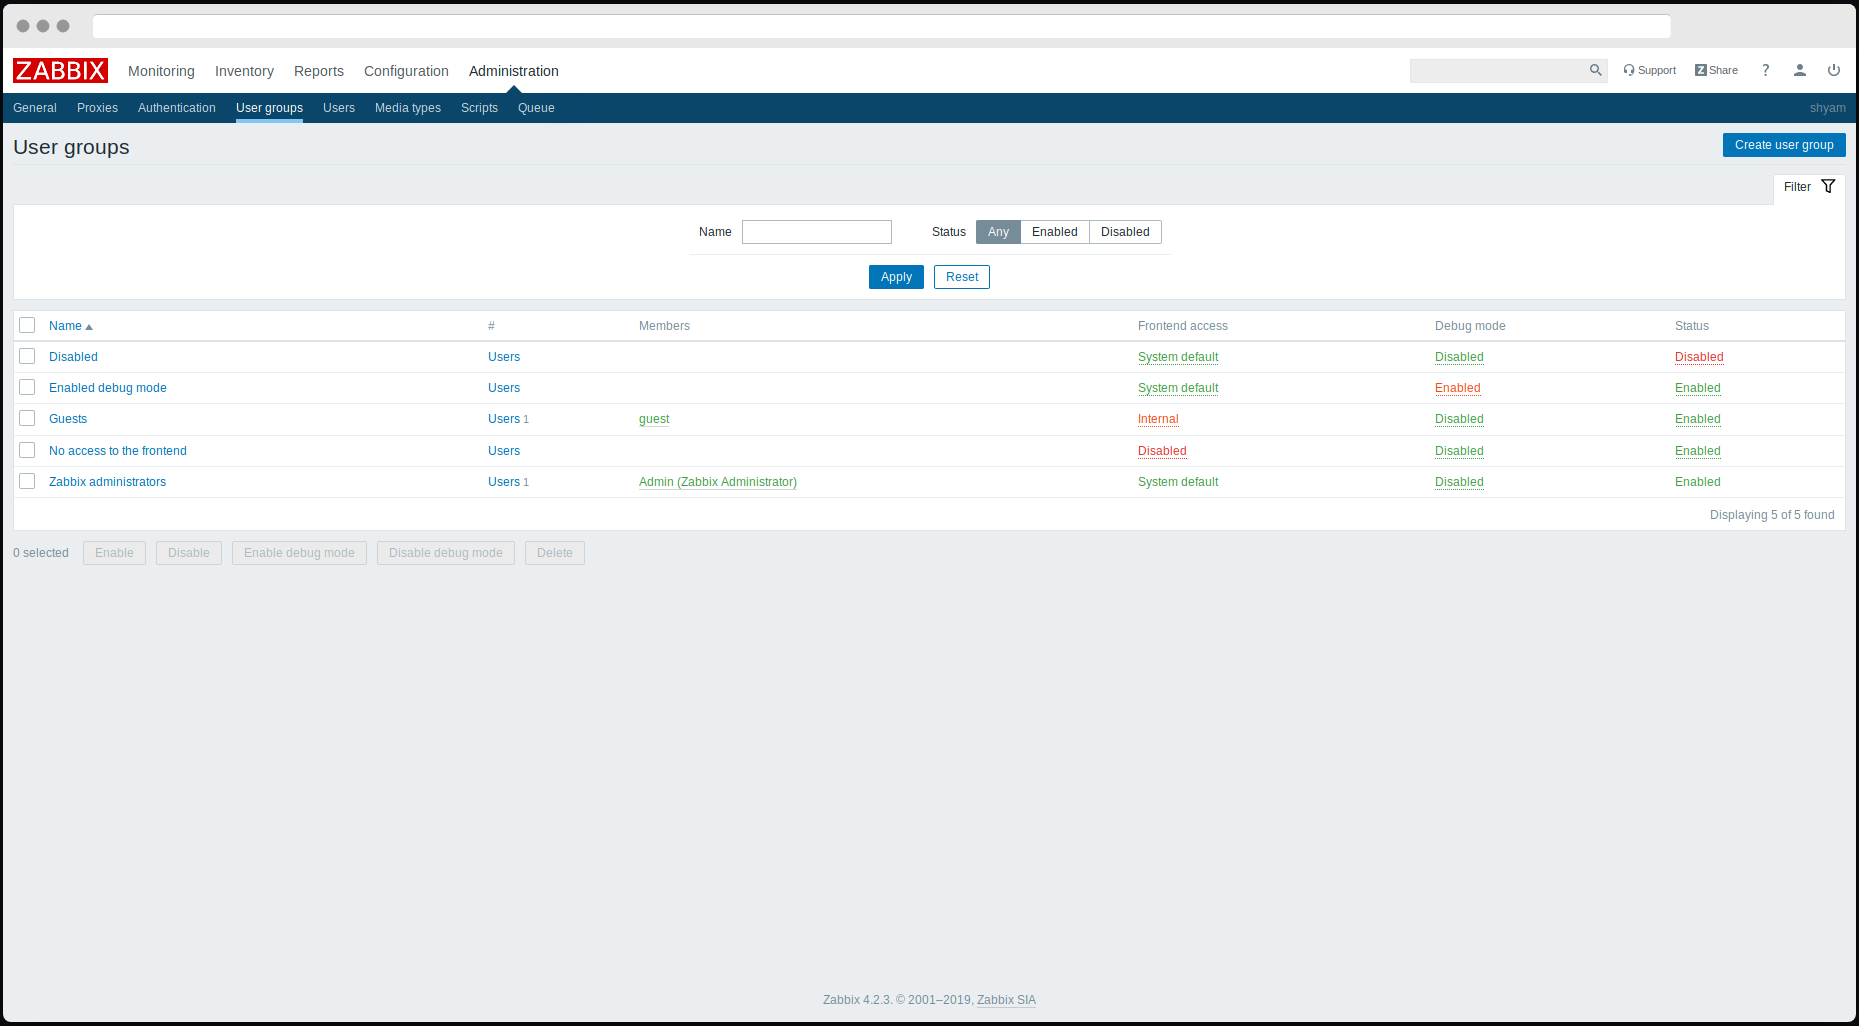 ZABBIX Monitoring Inventory Reports Configuration Administration Support Z Share ?
General Proxies Authentication User groups Users Media types Scripts Queue shyam
User groups Create user group
Filter
Name Status Any Enabled Disabled
Apply Reset
Name # Members Frontend access Debug mode Status
Disabled Users System default Disabled Disabled
Enabled debug mode Users System default Enabled Enabled
Guests Users 1 guest Internal Disabled Enabled
No access to the frontend Users Disabled Disabled Enabled
Zabbix administrators Users 1 Admin (Zabbix Administrator) System default Disabled Enabled
Displaying 5 of 5 found
0 selected Enable Disable Enable debug mode Disable debug mode Delete
Zabbix 4.2.3. © 2001–2019, Zabbix SIA